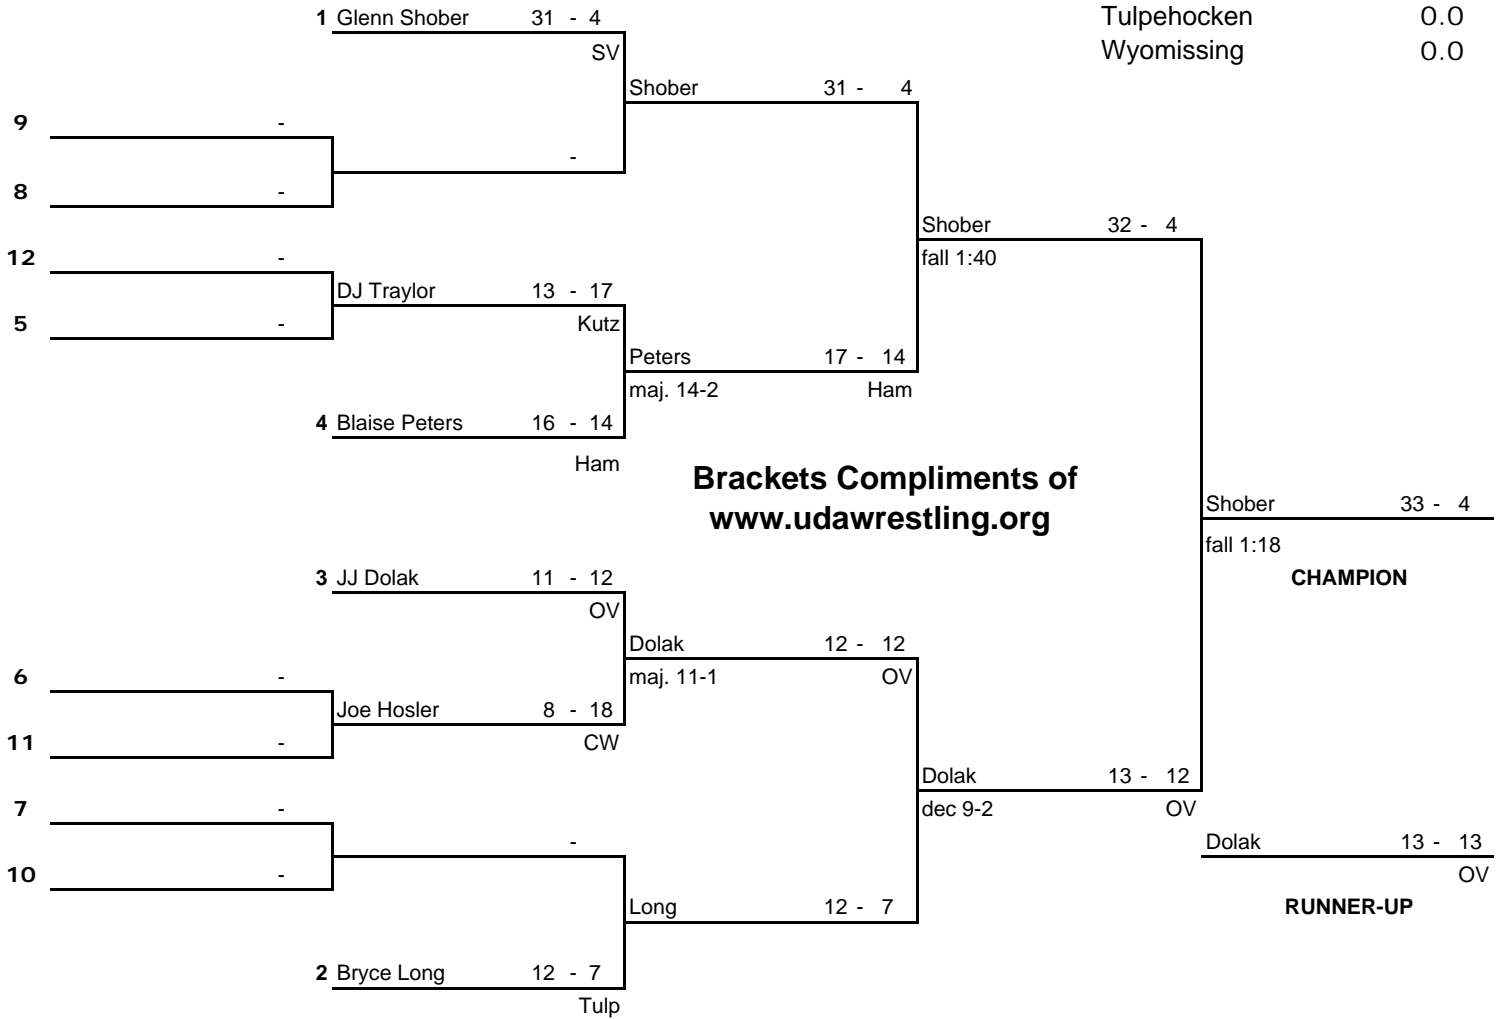 1 Glenn Shober 31 - 4
Tulpehocken 0.0
SV
Wyomissing 0.0
Shober 31 - 4
9 -
-
8 -
Shober 32 - 4
12 -
fall 1:40
DJ Traylor 13 - 17
5 -
Kutz
Peters 17 - 14
maj. 14-2 Ham
4 Blaise Peters 16 - 14
Ham
Brackets Compliments of
www.udawrestling.org
Shober 33 - 4
fall 1:18
CHAMPION
3 JJ Dolak 11 - 12
OV
Dolak 12 - 12
6 -
maj. 11-1 OV
Joe Hosler 8 - 18
11 -
CW
Dolak 13 - 12
7 -
dec 9-2 OV
-
Dolak 13 - 13
10 -
OV
Long 12 - 7
RUNNER-UP
2 Bryce Long 12 - 7
Tulp